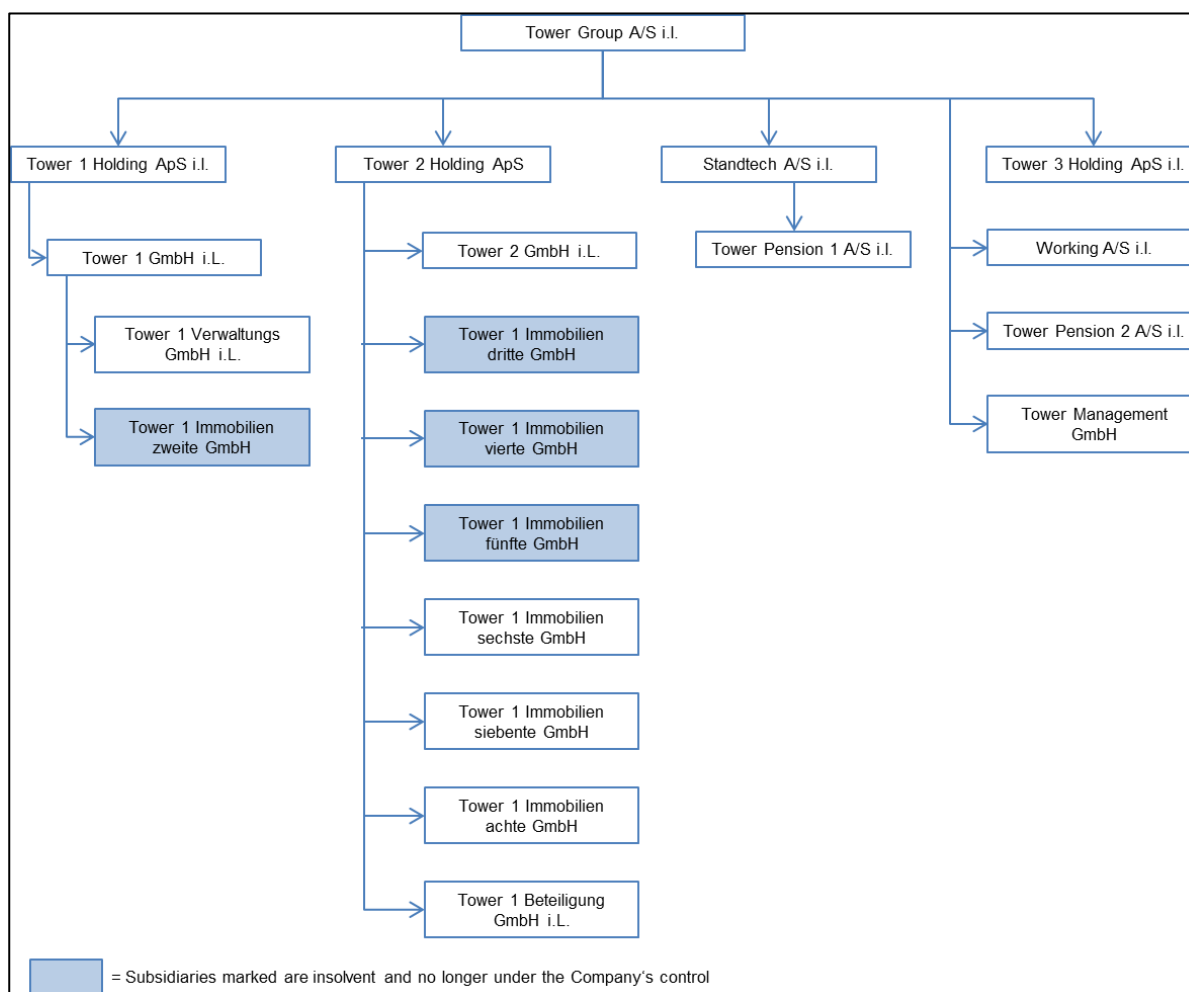 Tower Group A/S i.l.
Tower 1 Holding ApS i.l.
Tower 2 Holding ApS
Standtech A/S i.l.
Tower 3 Holding ApS i.l.
Tower 1 GmbH i.L.
Tower 2 GmbH i.L.
Tower Pension 1 A/S i.l.
Working A/S i.l.
Tower 1 Verwaltungs
GmbH i.L.
Tower 1 Immobilien
dritte GmbH
Tower Pension 2 A/S i.l.
Tower 1 Immobilien
zweite GmbH
Tower 1 Immobilien
vierte GmbH
Tower Management
GmbH
Tower 1 Immobilien
fünfte GmbH
Tower 1 Immobilien
sechste GmbH
Tower 1 Immobilien
siebente GmbH
Tower 1 Immobilien
achte GmbH
Tower 1 Beteiligung
GmbH i.L.
= Subsidiaries marked are insolvent and no longer under the Company's control